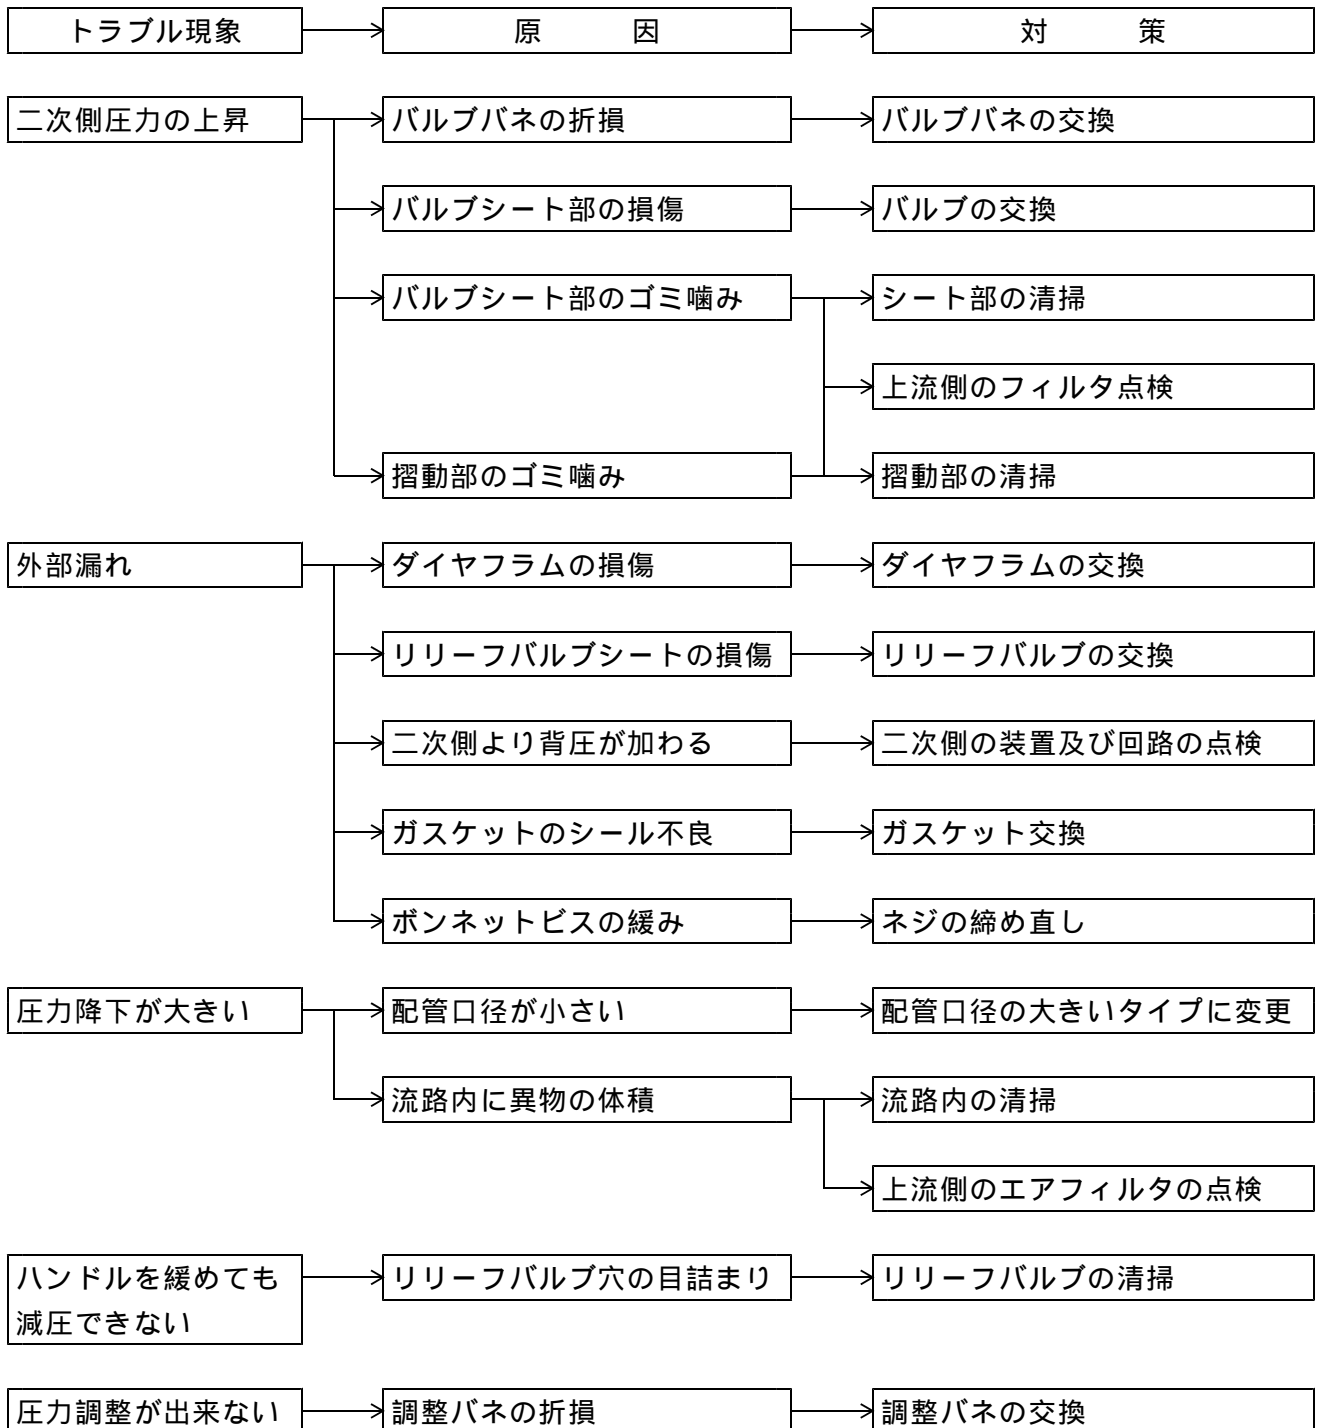 トラブル現象 原因 対策
二次側圧力の上昇 バルブバネの折損 バルブバネの交換
バルブシート部の損傷 バルブの交換
バルブシート部のゴミ噛み シート部の清掃
上流側のフィルタ点検
摺動部のゴミ噛み 摺動部の清掃
外部漏れ ダイヤフラムの損傷 ダイヤフラムの交換
リリーフバルブシートの損傷 リリーフバルブの交換
二次側より背圧が加わる 二次側の装置及び回路の点検
ガスケットのシール不良 ガスケット交換
ボンネットビスの緩み ネジの締め直し
圧力降下が大きい 配管口径が小さい 配管口径の大きいタイプに変更
流路内に異物の体積 流路内の清掃
上流側のエアフィルタの点検
ハンドルを緩めても リリーフバルブ穴の目詰まり リリーフバルブの清掃
減圧できない
圧力調整が出来ない 調整バネの折損 調整バネの交換